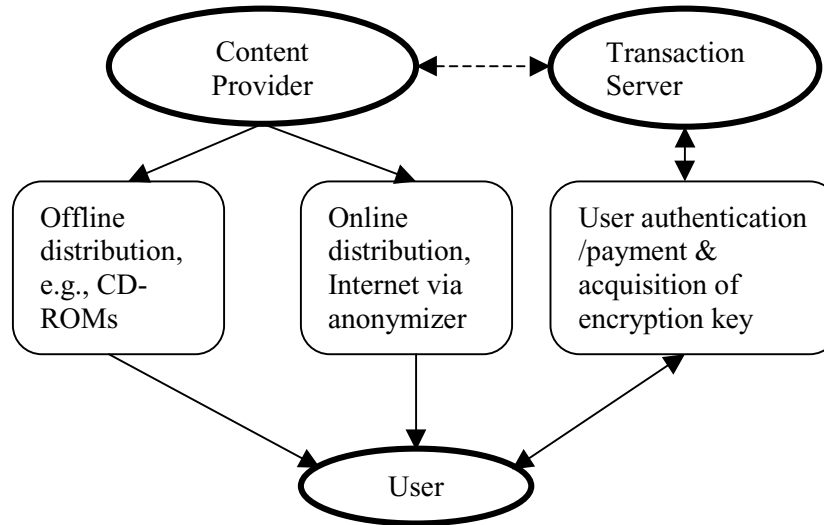 Content
Provider
Transaction
Server
Offline
distribution,
e.g., CD-
ROMs
Online
distribution,
Internet via
anonymizer
User authentication
/payment &
acquisition of
encryption key
User